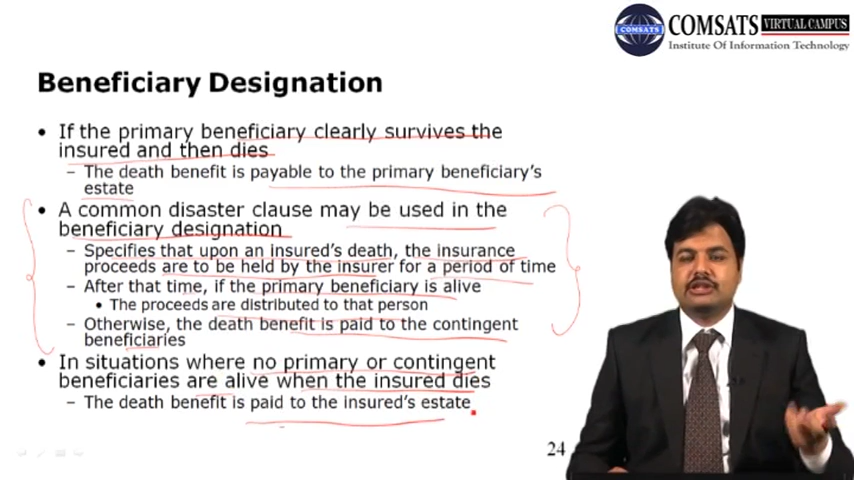 COMSATS
COMSATS VIRTUAL CAMPUS
Institute Of Information Technology
Beneficiary Designation
• If the primary beneficiary clearly survives the
insured and then dies
– The death benefit is payable to the primary beneficiary's
estate
• A common disaster clause may be used in the
beneficiary designation
– Specifies that upon an insured's death, the insurance
proceeds are to be held by the insurer for a period of time
– After that time, if the primary beneficiary is alive
• The proceeds are distributed to that person
– Otherwise, the death benefit is paid to the contingent
beneficiaries
• In situations where no primary or contingent
beneficiaries are alive when the insured dies
– The death benefit is paid to the insured's estate
24